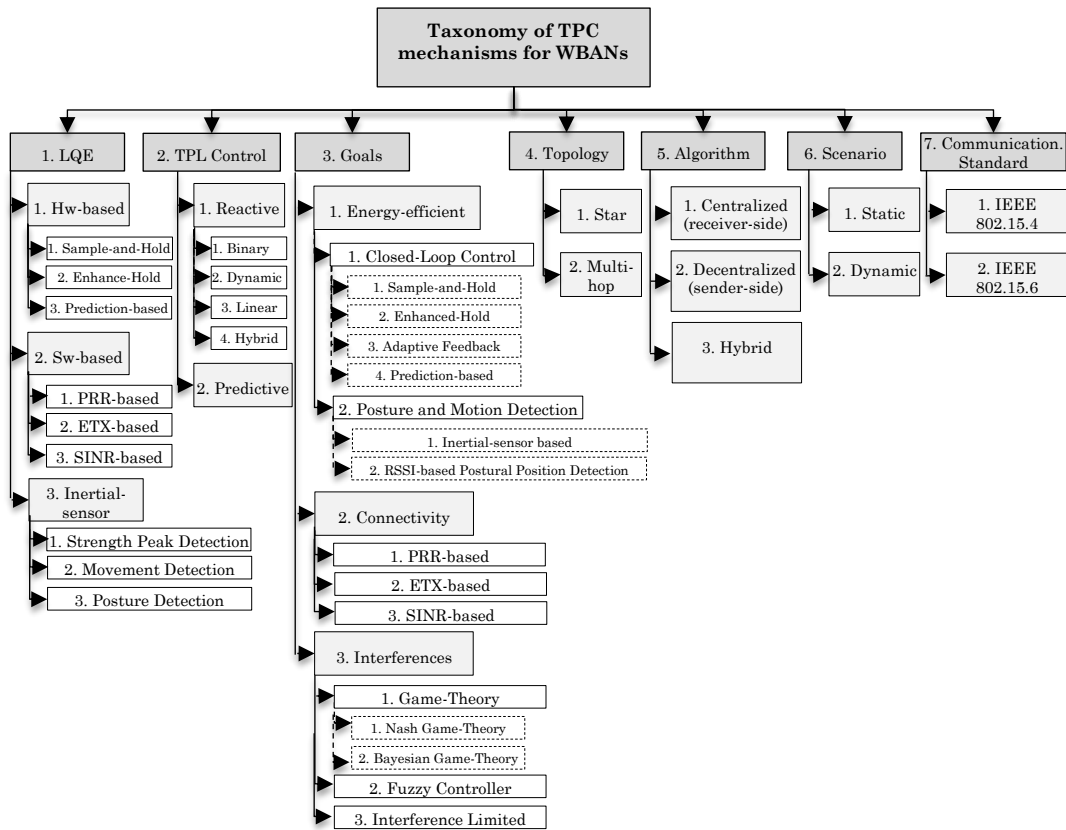 Taxonomy of TPC
mechanisms for WBANs
1. LQE
1. Hw-based
1. Sample-and-Hold
2. Enhance-Hold
3. Prediction-based
2. Sw-based
1. PRR-based
2. ETX-based
3. SINR-based
3. Inertial-
sensor
1. Strength Peak Detection
2. Movement Detection
3. Posture Detection
2. TPL Control
1. Reactive
1. Binary
2. Dynamic
3. Linear
4. Hybrid
2. Predictive
3. Goals
1. Energy-efficient
1. Closed-Loop Control
1. Sample-and-Hold
2. Enhanced-Hold
3. Adaptive Feedback
4. Prediction-based
2. Posture and Motion Detection
1. Inertial-sensor based
2. RSSI-based Postural Position Detection
2. Connectivity
1. PRR-based
2. ETX-based
3. SINR-based
3. Interferences
1. Game-Theory
1. Nash Game-Theory
2. Bayesian Game-Theory
2. Fuzzy Controller
3. Interference Limited
4. Topology
1. Star
2. Multi-
hop
5. Algorithm
1. Centralized
(receiver-side)
2. Decentralized
(sender-side)
3. Hybrid
6. Scenario
1. Static
2. Dynamic
7. Communication.
Standard
1. IEEE
802.15.4
2. IEEE
802.15.6